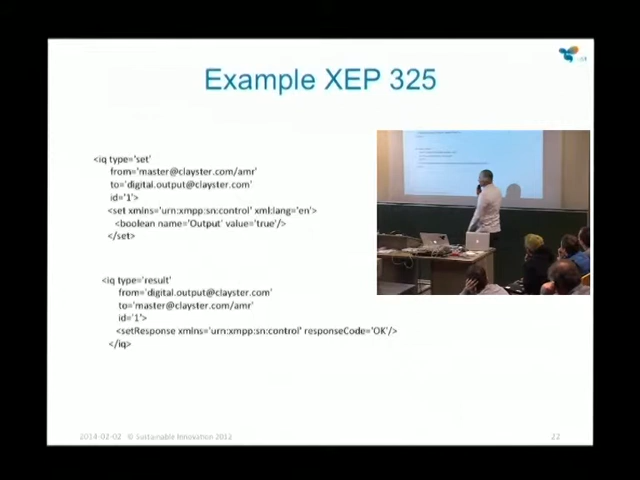 Example XEP 325
<iq type='set'
from='master@clayster.com/amr'
to='digital.output@clayster.com'
id='1'>
<set xmlns='urn:xmpp:sn:control' xml:lang='en'>
<boolean name='Output' value='true'/>
</set>
<iq type='result'
from='digital.output@clayster.com'
to='master@clayster.com/amr'
id='1'>
<setResponse xmlns='urn:xmpp:sn:control' responseCode='OK'/>
</iq>
2014-02-02 © Sustainable Innovation 2012
22